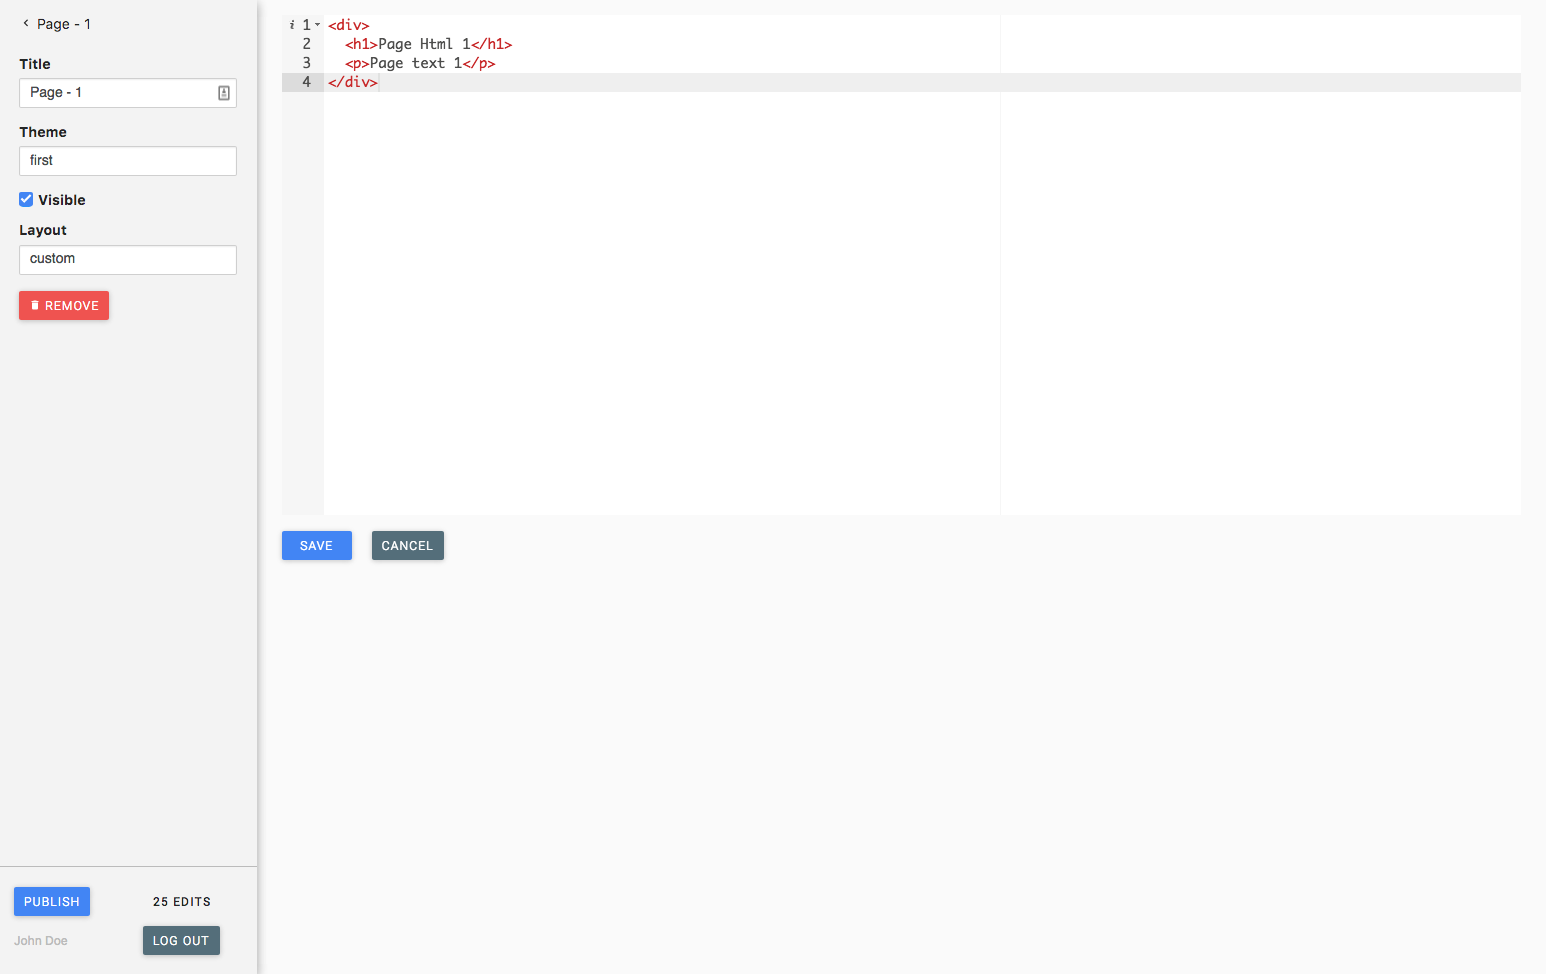 Page - 1
Title
Page - 1
Theme
first
Visible
Layout
custom
REMOVE
PUBLISH
25 EDITS
John Doe
LOG OUT
i 1 <div>
2 <h1>Page Html 1</h1>
3 <p>Page text 1</p>
4 </div>
SAVE
CANCEL